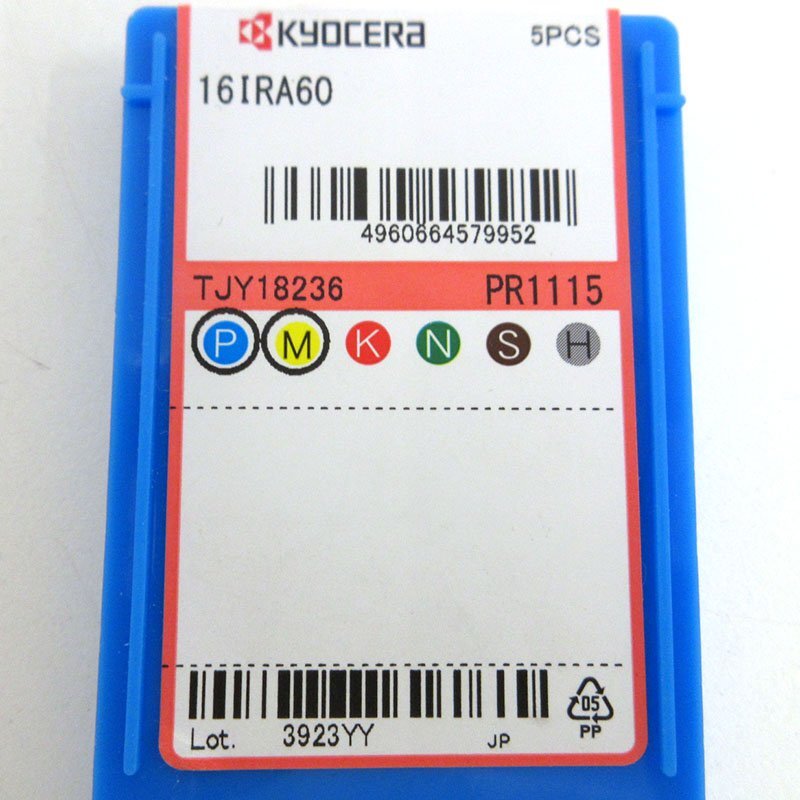 KYOCERA 5PCS
16IRA60
4960664579952
TJY18236 PR1115
P M K N S H
Lot. 3923YY JP
05
PP